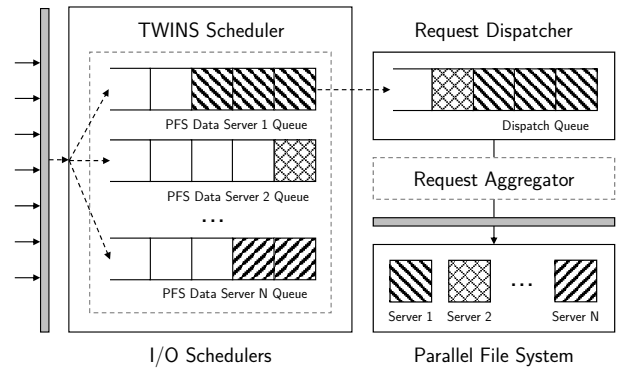 TWINS Scheduler
PFS Data Server 1 Queue
PFS Data Server 2 Queue
...
PFS Data Server N Queue
I/O Schedulers
Request Dispatcher
Dispatch Queue
Request Aggregator
...
Server 1 Server 2 Server N
Parallel File System